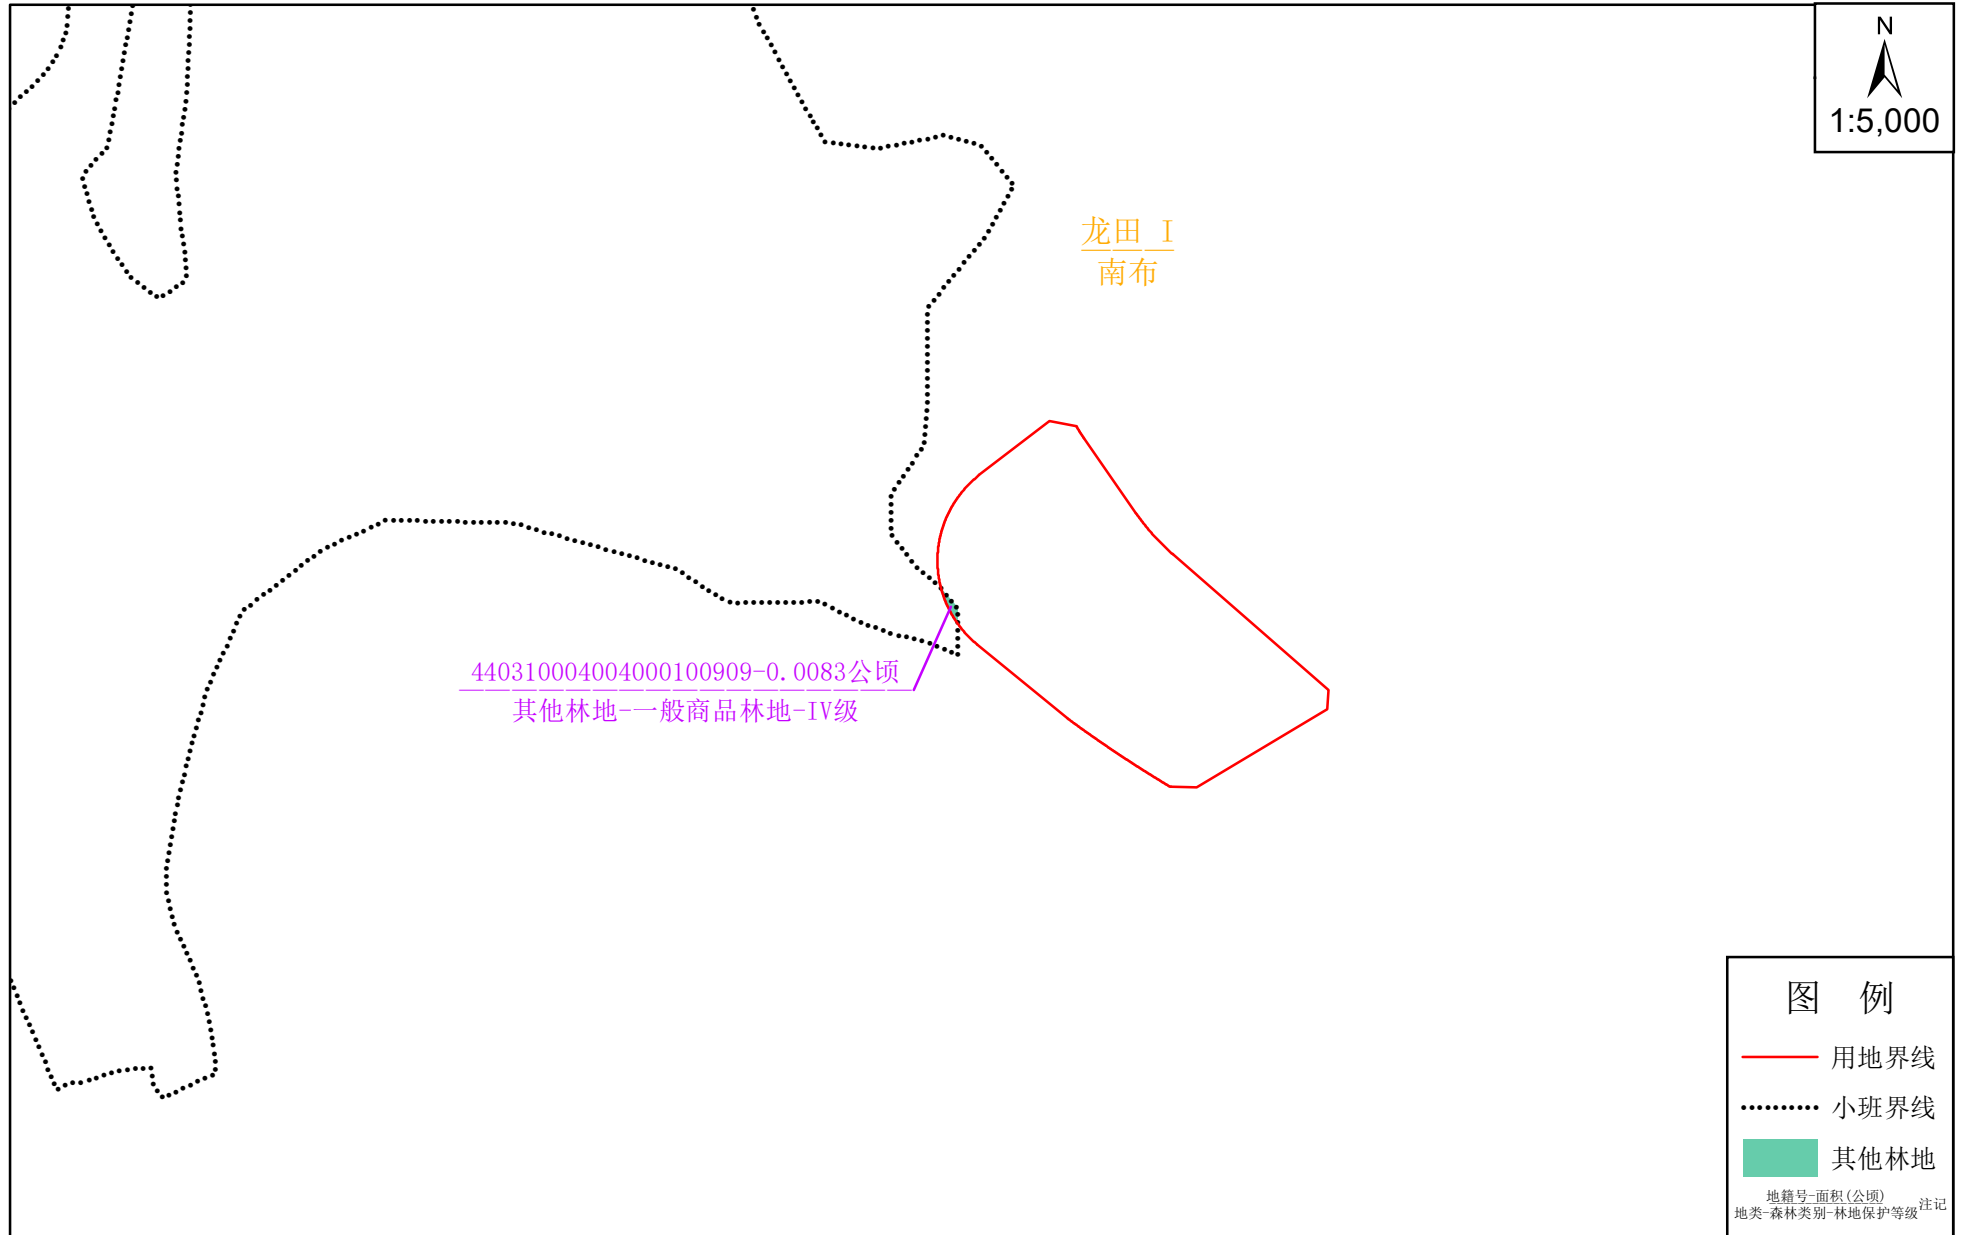 N
1:5,000
龙田 I
南布
440310004004000100909-0.0083公顷
其他林地-一般商品林地-IV级
图 例
用地界线
小班界线
其他林地
地籍号-面积(公顷)
地类-森林类别-林地保护等级 注记